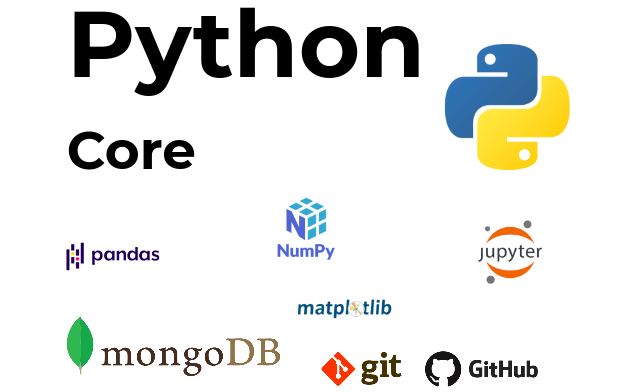 Python
Core
pandas
NumPy
jupyter
matplotlib
mongoDB
git
GitHub